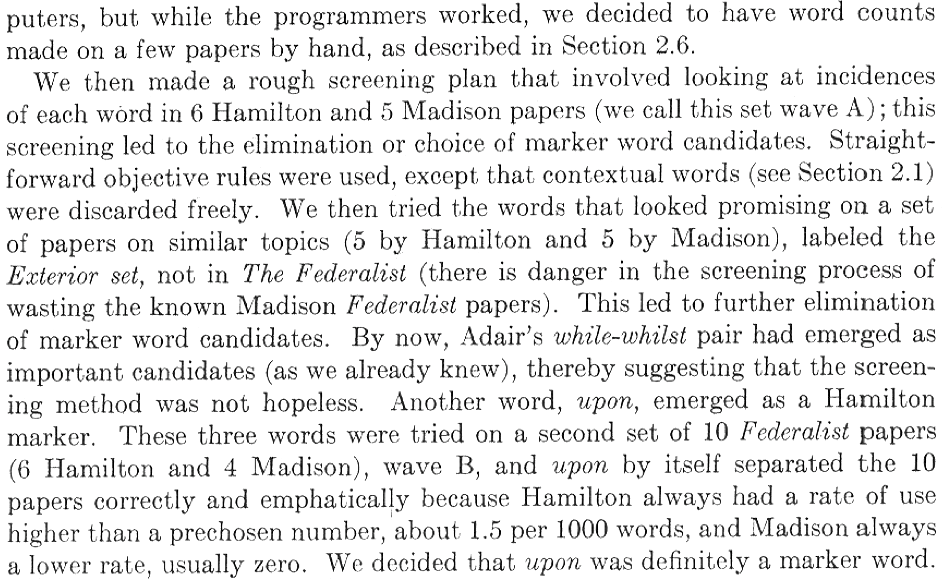 puters, but while the programmers worked, we decided to have word counts
made on a few papers by hand, as described in Section 2.6.
We then made a rough screening plan that involved looking at incidences
of each word in 6 Hamilton and 5 Madison papers (we call this set wave A); this
screening led to the elimination or choice of marker word candidates. Straight-
forward objective rules were used, except that contextual words (see Section 2.1)
were discarded freely. We then tried the words that looked promising on a set
of papers on similar topics (5 by Hamilton and 5 by Madison), labeled the
Exterior set, not in The Federalist (there is danger in the screening process of
wasting the known Madison Federalist papers). This led to further elimination
of marker word candidates. By now, Adair's while-whilst pair had emerged as
important candidates (as we already knew), thereby suggesting that the screen-
ing method was not hopeless. Another word, upon, emerged as a Hamilton
marker. These three words were tried on a second set of 10 Federalist papers
(6 Hamilton and 4 Madison), wave B, and upon by itself separated the 10
papers correctly and emphatically because Hamilton always had a rate of use
higher than a prechosen number, about 1.5 per 1000 words, and Madison always
a lower rate, usually zero. We decided that upon was definitely a marker word.